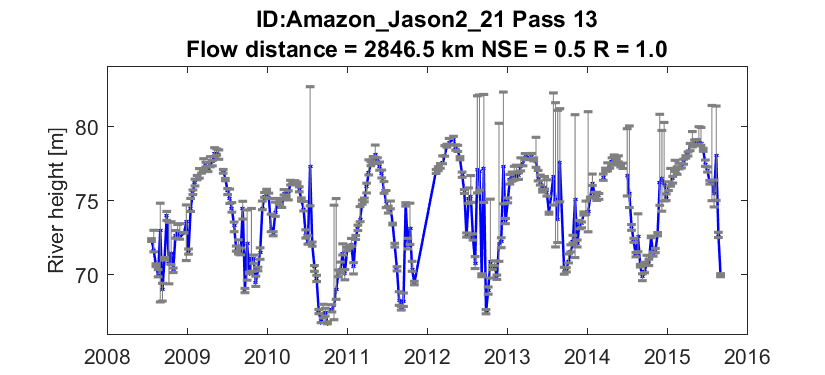 ID:Amazon_Jason2_21 Pass 13
Flow distance = 2846.5 km NSE = 0.5 R = 1.0
River height [m]
80
75
70
2008 2009 2010 2011 2012 2013 2014 2015 2016